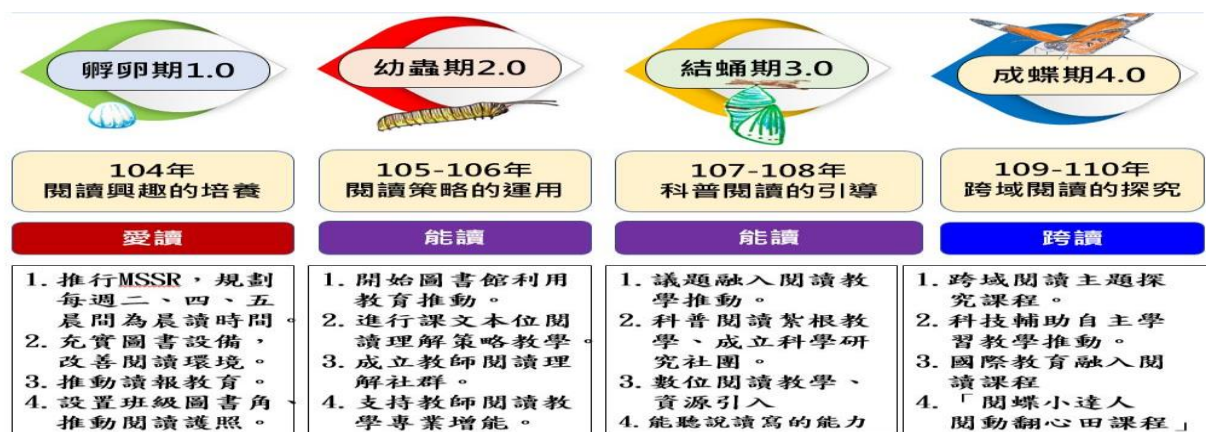 孵卵期1.0
幼蟲期2.0
結蛹期3.0
成蝶期4.0
104年
閱讀興趣的培養
105-106年
閱讀策略的運用
107-108年
科普閱讀的引導
109-110年
跨域閱讀的探究
愛讀
能讀
能讀
跨讀
1. 推行MSSR，規劃
每週二、四、五
晨間為晨讀時間。
2. 充實圖書設備，
改善閱讀環境。
3. 推動讀報教育。
4. 設置班級圖書角、
推動閱讀護照。
1. 開始圖書館利用
教育推動。
2. 進行課文本位閱
讀理解策略教學。
3. 成立教師閱讀理
解社群。
4. 支持教師閱讀教
學專業增能。
1. 議題融入閱讀教
學推動。
2. 科普閱讀紮根教
學、成立科學研
究社團。
3. 數位閱讀教學、
資源引入
4. 能聽說讀寫的能力
1. 跨域閱讀主題探
究課程。
2. 科技輔助自主學
習教學推動。
3. 國際教育融入閱
讀課程
4. 「閱蝶小達人
閱動翻心田課程」